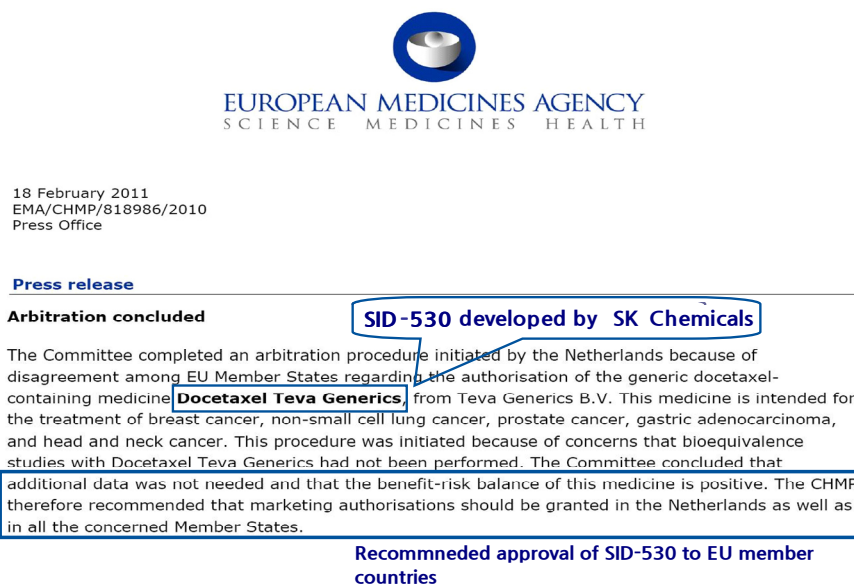 EUROPEAN MEDICINES AGENCY
SCIENCE MEDICINES HEALTH
18 February 2011
EMA/CHMP/818986/2010
Press Office
Press release
Arbitration concluded
SID-530 developed by SK Chemicals
The Committee completed an arbitration procedure initiated by the Netherlands because of
disagreement among EU Member States regarding the authorisation of the generic docetaxel-
containing medicine Docetaxel Teva Generics, from Teva Generics B.V. This medicine is intended for
the treatment of breast cancer, non-small cell lung cancer, prostate cancer, gastric adenocarcinoma,
and head and neck cancer. This procedure was initiated because of concerns that bioequivalence
studies with Docetaxel Teva Generics had not been performed. The Committee concluded that
additional data was not needed and that the benefit-risk balance of this medicine is positive. The CHMP
therefore recommended that marketing authorisations should be granted in the Netherlands as well as
in all the concerned Member States.
Recommneded approval of SID-530 to EU member
countries